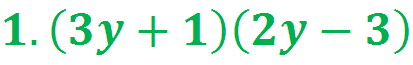 1. (3y + 1)(2y − 3)